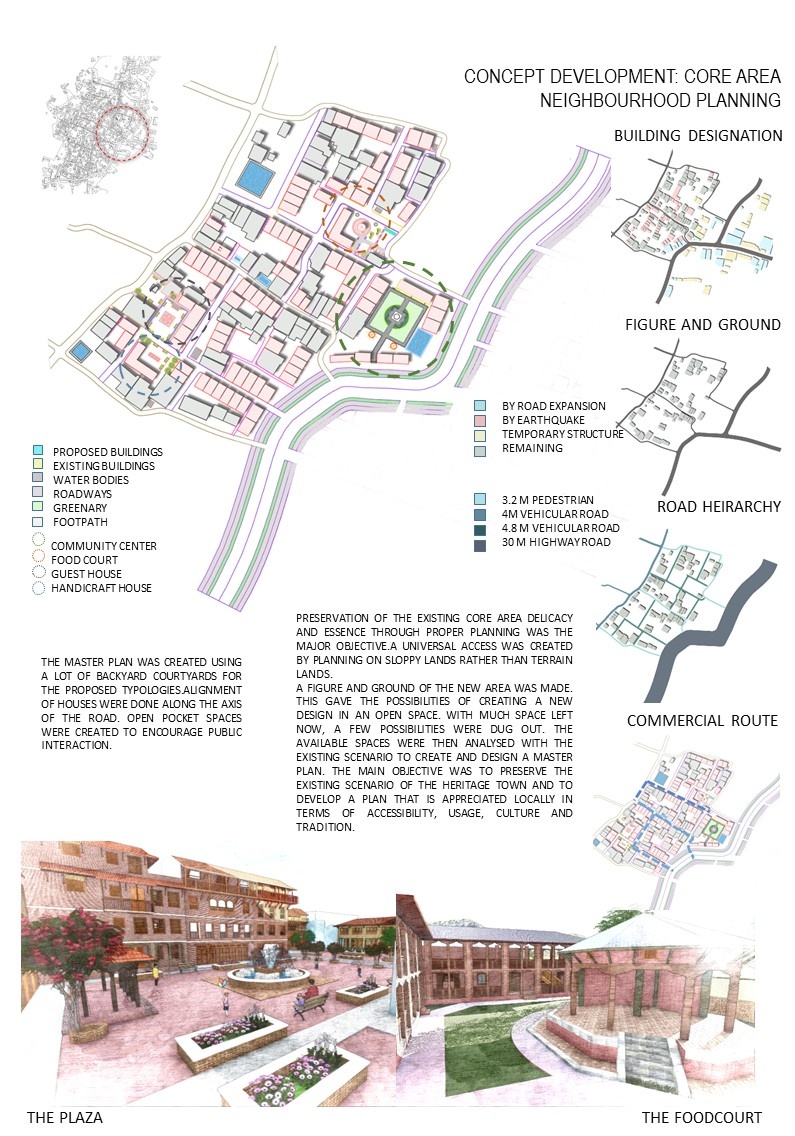 CONCEPT DEVELOPMENT: CORE AREA
NEIGHBOURHOOD PLANNING
BUILDING DESIGNATION
FIGURE AND GROUND
BY ROAD EXPANSION
BY EARTHQUAKE
TEMPORARY STRUCTURE
REMAINING
PROPOSED BUILDINGS
EXISTING BUILDINGS
WATER BODIES
ROADWAYS
GREENARY
FOOTPATH
COMMUNITY CENTER
FOOD COURT
GUEST HOUSE
HANDICRAFT HOUSE
ROAD HEIRARCHY
3.2 M PEDESTRIAN
4M VEHICULAR ROAD
4.8 M VEHICULAR ROAD
30 M HIGHWAY ROAD
THE MASTER PLAN WAS CREATED USING
A LOT OF BACKYARD COURTYARDS FOR
THE PROPOSED TYPOLOGIES.ALIGNMENT
OF HOUSES WERE DONE ALONG THE AXIS
OF THE ROAD. OPEN POCKET SPACES
WERE CREATED TO ENCOURAGE PUBLIC
INTERACTION.
PRESERVATION OF THE EXISTING CORE AREA DELICACY
AND ESSENCE THROUGH PROPER PLANNING WAS THE
MAJOR OBJECTIVE.A UNIVERSAL ACCESS WAS CREATED
BY PLANNING ON SLOPPY LANDS RATHER THAN TERRAIN
LANDS.
A FIGURE AND GROUND OF THE NEW AREA WAS MADE.
THIS GAVE THE POSSIBILITIES OF CREATING A NEW
DESIGN IN AN OPEN SPACE. WITH MUCH SPACE LEFT
NOW, A FEW POSSIBILITIES WERE DUG OUT. THE
AVAILABLE SPACES WERE THEN ANALYSED WITH THE
EXISTING SCENARIO TO CREATE AND DESIGN A MASTER
PLAN. THE MAIN OBJECTIVE WAS TO PRESERVE THE
EXISTING SCENARIO OF THE HERITAGE TOWN AND TO
DEVELOP A PLAN THAT IS APPRECIATED LOCALLY IN
TERMS OF ACCESSIBILITY, USAGE, CULTURE AND
TRADITION.
COMMERCIAL ROUTE
THE PLAZA
THE FOODCOURT